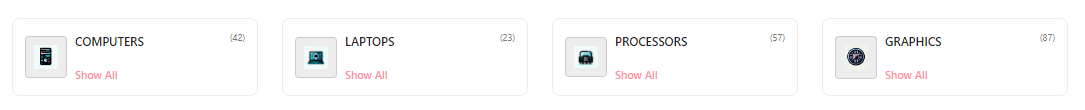 COMPUTERS (42)
Show All
LAPTOPS (23)
Show All
PROCESSORS (57)
Show All
GRAPHICS (87)
Show All